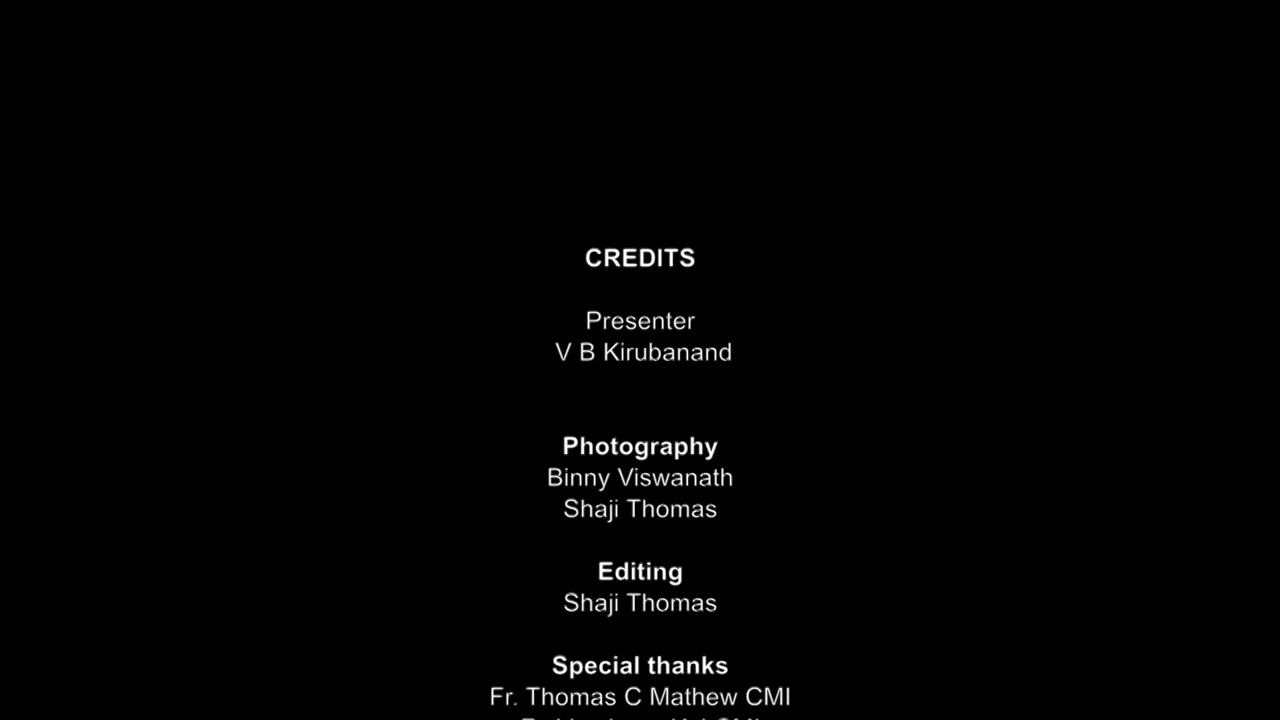 CREDITS
Presenter
V B Kirubanand
Photography
Binny Viswanath
Shaji Thomas
Editing
Shaji Thomas
Special thanks
Fr. Thomas C Mathew CMI